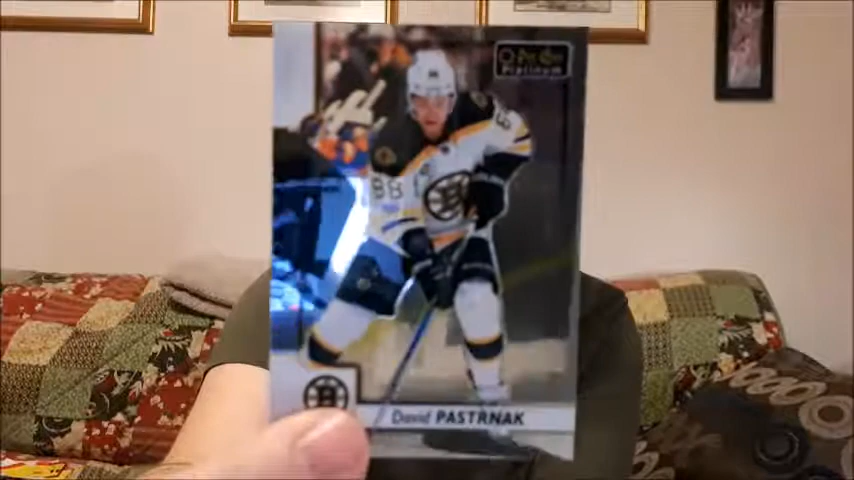 O-Pee-Chee
Platinum
88
B
B
David PASTRNAK